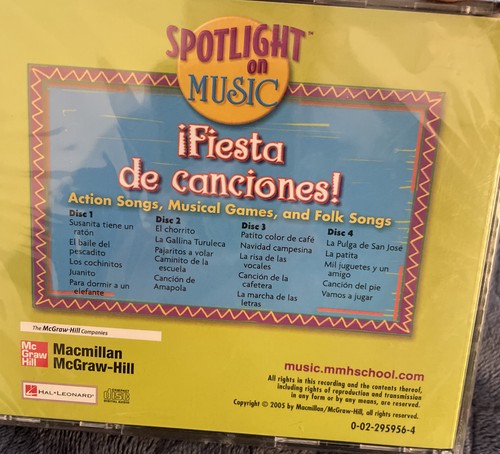 SPOTLIGHT™
on
MUSIC
¡Fiesta
de canciones!
Action Songs, Musical Games, and Folk Songs
Disc 1
Susanita tiene un
ratón
El baile del
pescadito
Los cochinitos
Juanito
Para dormir a un
elefante
Disc 2
El chorrito
La Gallina Turuleca
Pajaritos a volar
Caminito de la
escuela
Canción de
Amapola
Disc 3
Patito color de café
Navidad campesina
La risa de las
vocales
Canción de la
cafetera
La marcha de las
letras
Disc 4
La Pulga de San José
La patita
Mil juguetes y un
amigo
Canción del pie
Vamos a jugar
The McGraw·Hill Companies
Mc
Graw
Hill
Macmillan
McGraw-Hill
HAL•LEONARD®
COMPACT
disc
DIGITAL AUDIO
music.mmhschool.com
All rights in this recording and the contents thereof,
including rights of reproduction and transmission
in any form or by any means, are reserved.
Copyright © 2005 by Macmillan/McGraw-Hill, all rights reserved.
0-02-295956-4